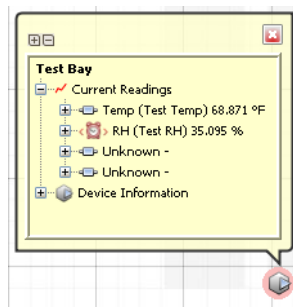 Test Bay
Current Readings
Temp (Test Temp) 68.871 °F
RH (Test RH) 35.095 %
Unknown -
Unknown -
Device Information